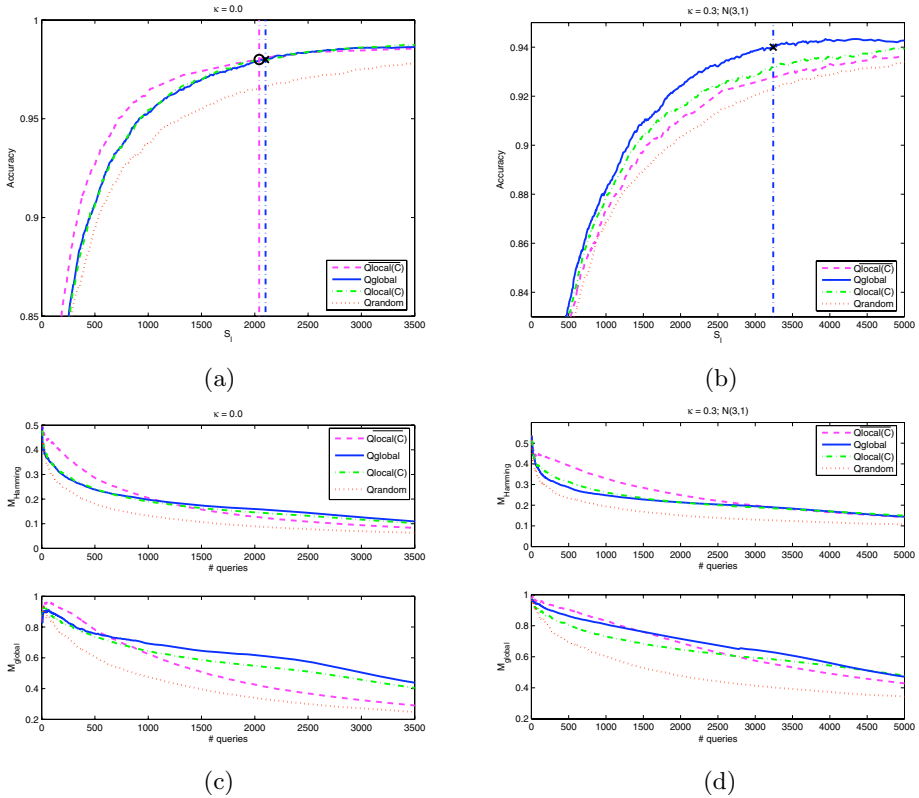 κ = 0.0
1
0.95
0.9
0.85
Accuracy
0 500 1000 1500 2000 2500 3000 3500
S_l
Qlocal(C)
Qglobal
Qlocal(C)
Qrandom
(a)
κ = 0.3; N(3,1)
0.94
0.92
0.9
0.88
0.86
0.84
Accuracy
0 500 1000 1500 2000 2500 3000 3500 4000 4500 5000
S_l
Qlocal(C)
Qglobal
Qlocal(C)
Qrandom
(b)
κ = 0.0
0.5
0.4
0.3
0.2
0.1
0
M_Hamming
0 500 1000 1500 2000 2500 3000 3500
# queries
Qlocal(C)
Qglobal
Qlocal(C)
Qrandom
1
0.8
0.6
0.4
0.2
M_global
0 500 1000 1500 2000 2500 3000 3500
# queries
(c)
κ = 0.3; N(3,1)
0.5
0.4
0.3
0.2
0.1
0
M_Hamming
0 500 1000 1500 2000 2500 3000 3500 4000 4500 5000
# queries
Qlocal(C)
Qglobal
Qlocal(C)
Qrandom
1
0.8
0.6
0.4
0.2
M_global
0 500 1000 1500 2000 2500 3000 3500 4000 4500 5000
# queries
(d)